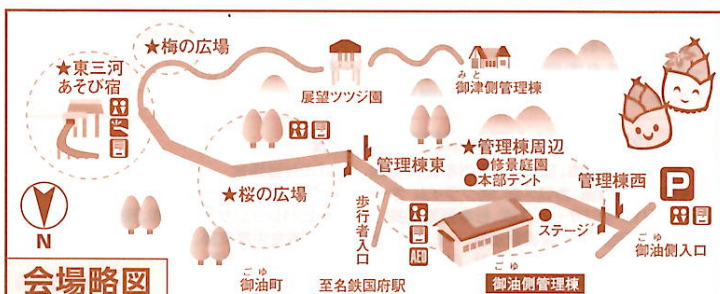 ★梅の広場
★東三河
あそび宿
展望ツツジ園
みと
御津側管理棟
★管理棟周辺
●修景庭園
●本部テント
管理棟東
管理棟西
P
★桜の広場
歩行者入口
ステージ
AED
ごゆ
御油側入口
N
会場略図
ごゆ
御油町
至名鉄国府駅
ごゆ
御油側管理棟